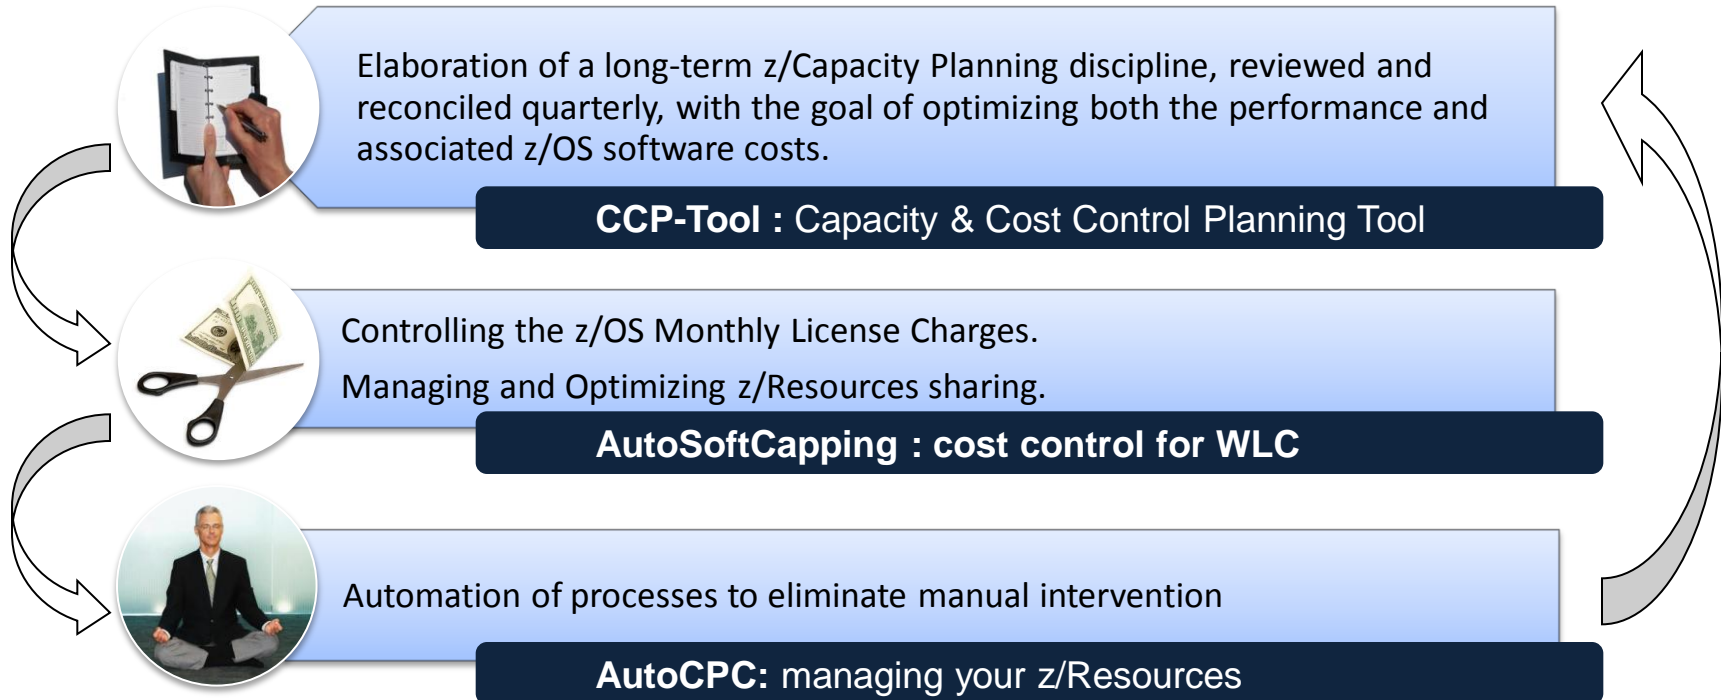 Elaboration of a long-term z/Capacity Planning discipline, reviewed and
reconciled quarterly, with the goal of optimizing both the performance and
associated z/OS software costs.
CCP-Tool : Capacity & Cost Control Planning Tool
Controlling the z/OS Monthly License Charges.
Managing and Optimizing z/Resources sharing.
AutoSoftCapping : cost control for WLC
Automation of processes to eliminate manual intervention
AutoCPC: managing your z/Resources